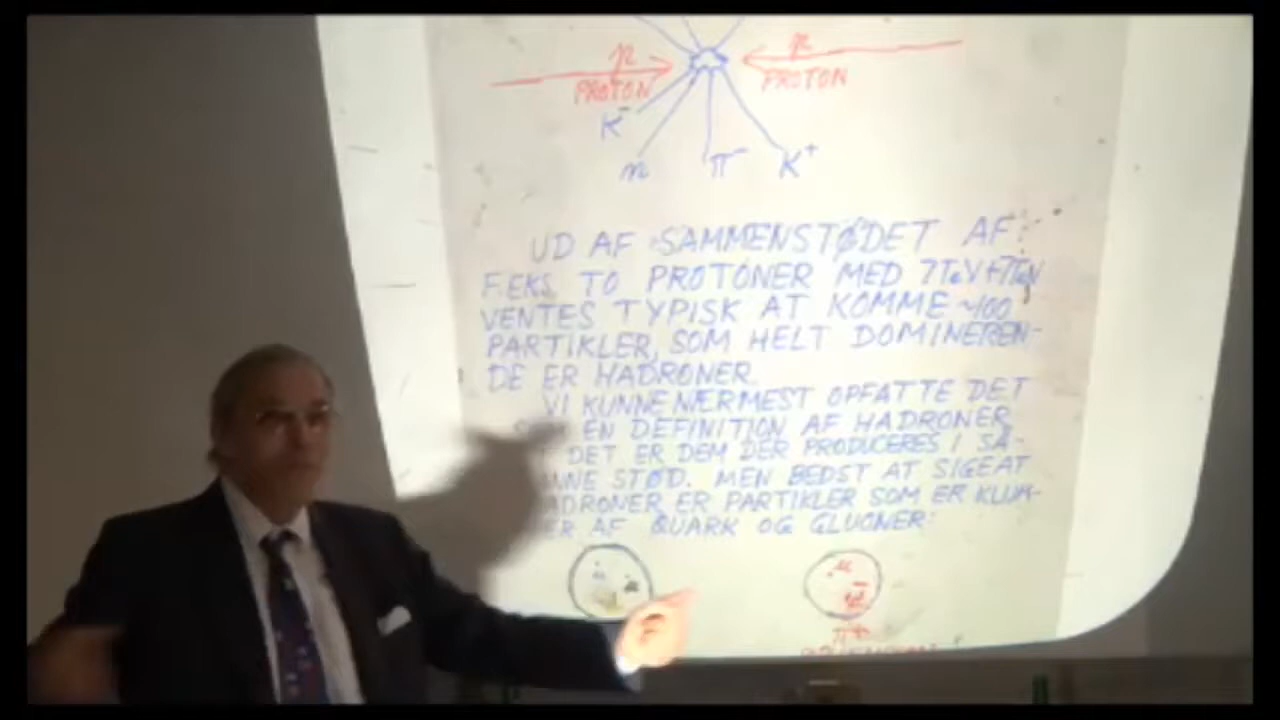 p p
PROTON PROTON
K⁻
n π⁻ K⁺
UD AF SAMMENSTØDET AF
F.EKS. TO PROTONER MED 7TeV+7TeV
VENTES TYPISK AT KOMME ~100
PARTIKLER, SOM HELT DOMINEREN-
DE ER HADRONER.
VI KUNNE NÆRMEST OPFATTE DET
EN DEFINITION AF HADRONER
DET ER DEM DER PRODUCERES I SÅ-
NNE STØD. MEN BEDST AT SIGE AT
ADRONER ER PARTIKLER SOM ER KLUM-
ER AF QUARK OG GLUONER:
u
d